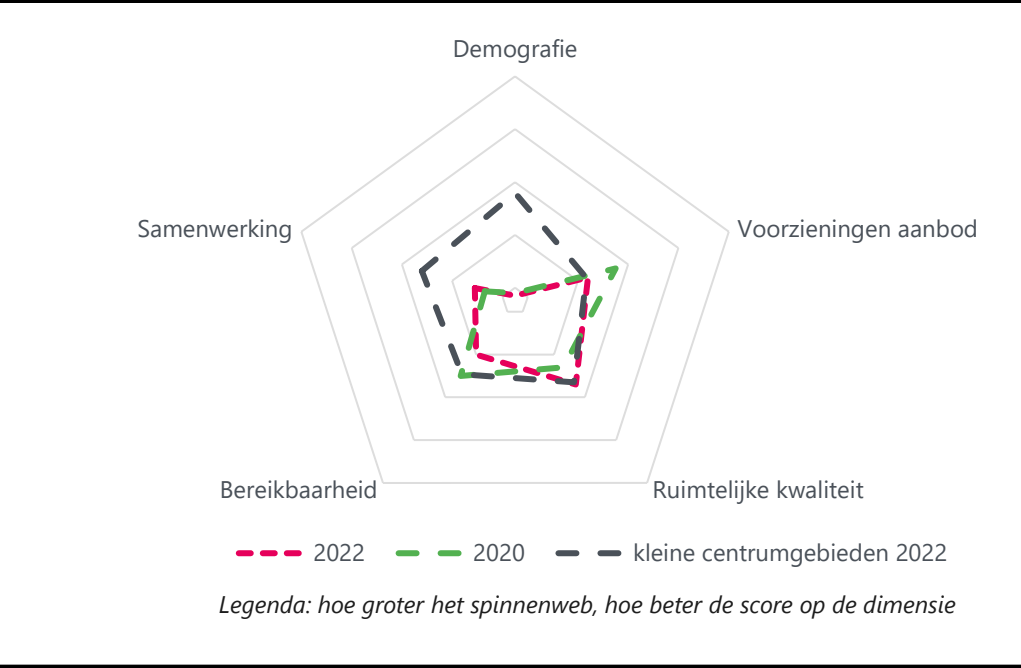 Demografie
Samenwerking
Voorzieningen aanbod
Bereikbaarheid
Ruimtelijke kwaliteit
2022 2020 kleine centrumgebieden 2022
Legenda: hoe groter het spinnenweb, hoe beter de score op de dimensie